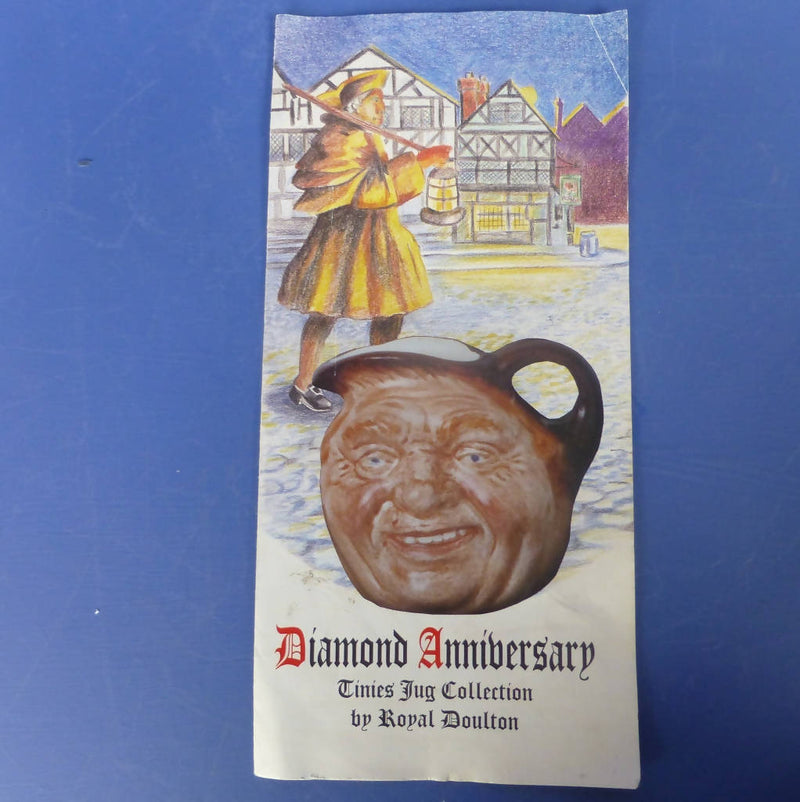 Diamond Anniversary
Tinies Jug Collection
by Royal Doulton